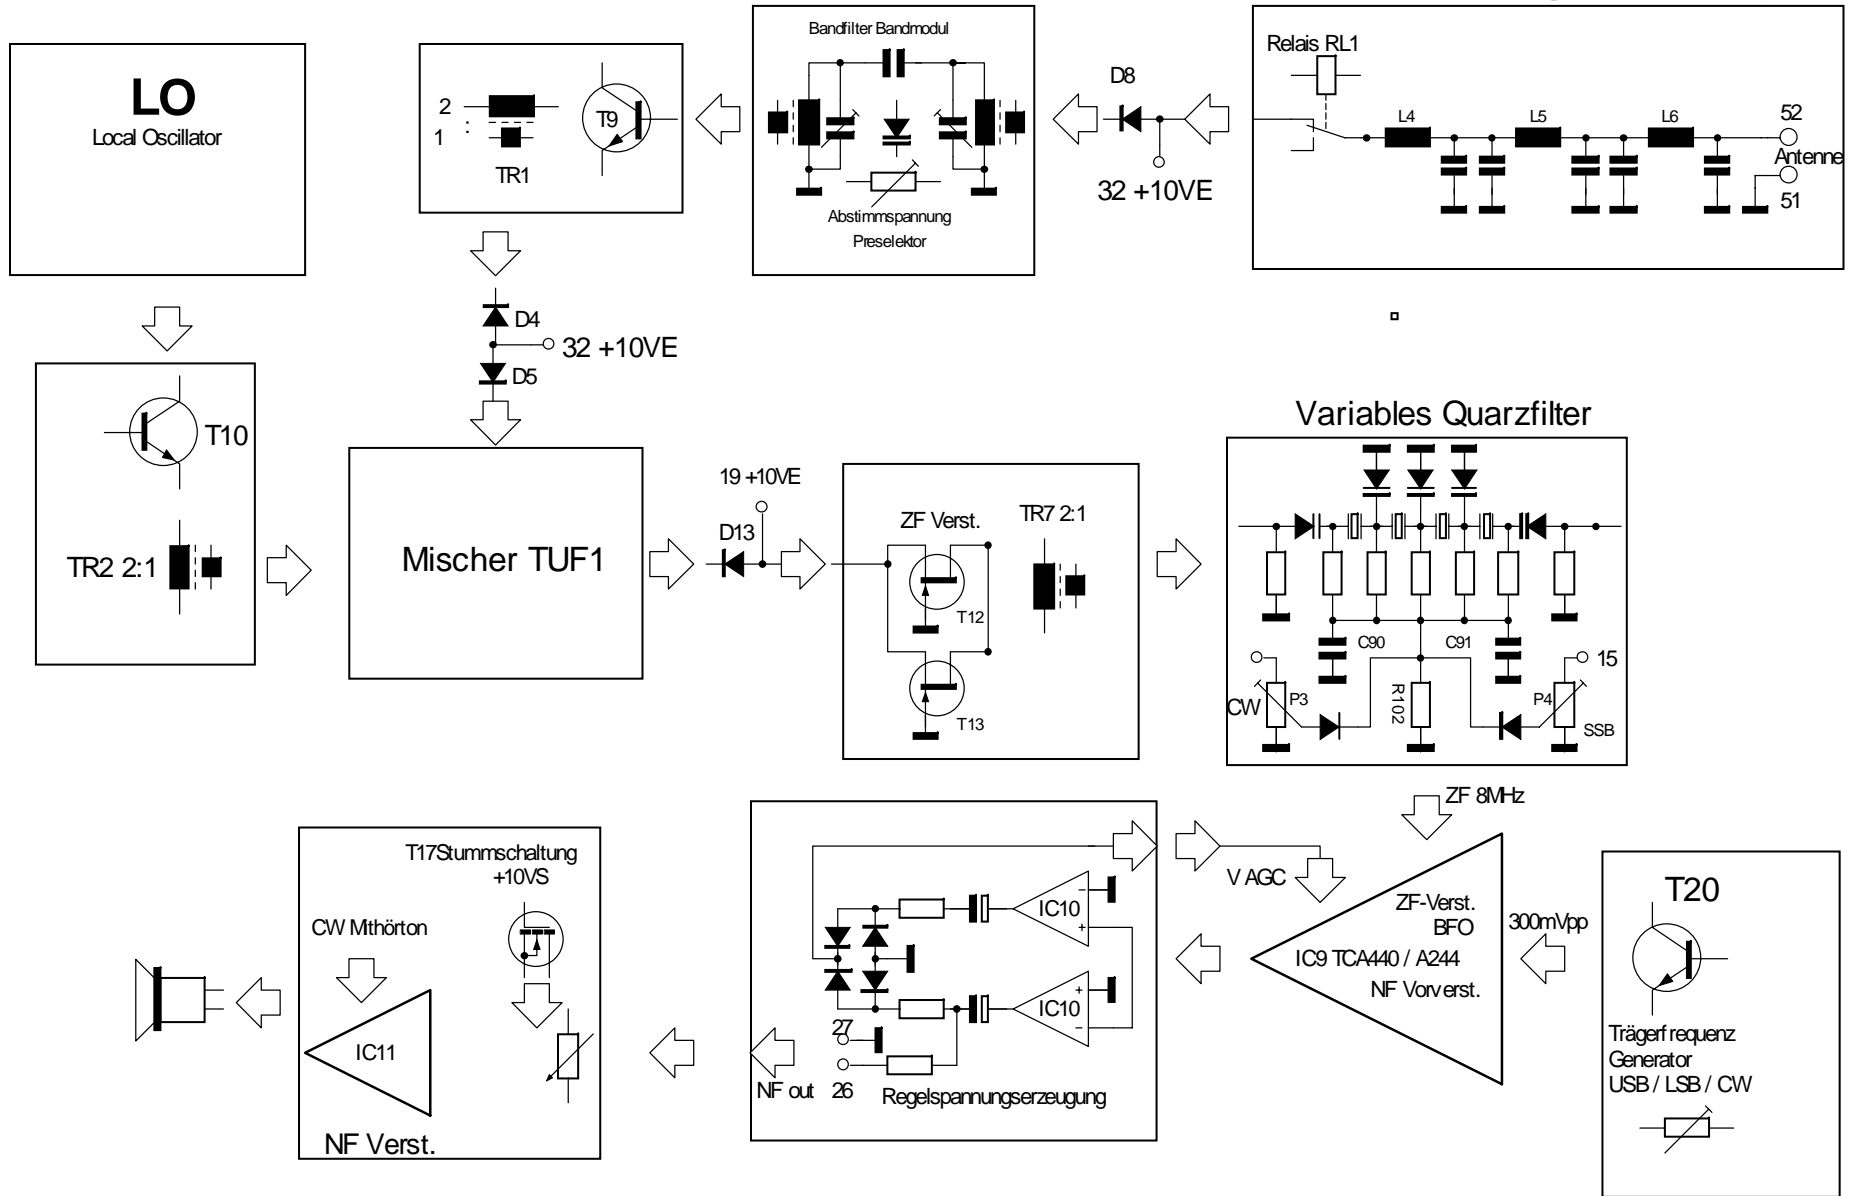 LO
Local Oscillator
2
:
1
TR1
T9
Bandfilter Bandmodul
Abstimmspannung
Preselektor
D8
32 +10VE
Relais RL1
L4
L5
L6
52
Antenne
51
D4
32 +10VE
D5
T10
TR2 2:1
Mischer TUF1
19 +10VE
D13
ZF Verst.
T12
T13
TR7 2:1
Variables Quarzfilter
C90
C91
15
CW
P3
R102
P4
SSB
ZF 8MHz
V AGC
ZF-Verst.
BFO
IC9 TCA440 / A244
NF Vorverst.
300mVpp
T20
Trägerfrequenz
Generator
USB / LSB / CW
IC10
−
+
IC10
+
−
27
NF out
26
Regelspannungserzeugung
T17Stummschaltung
+10VS
CW Mithörton
IC11
NF Verst.